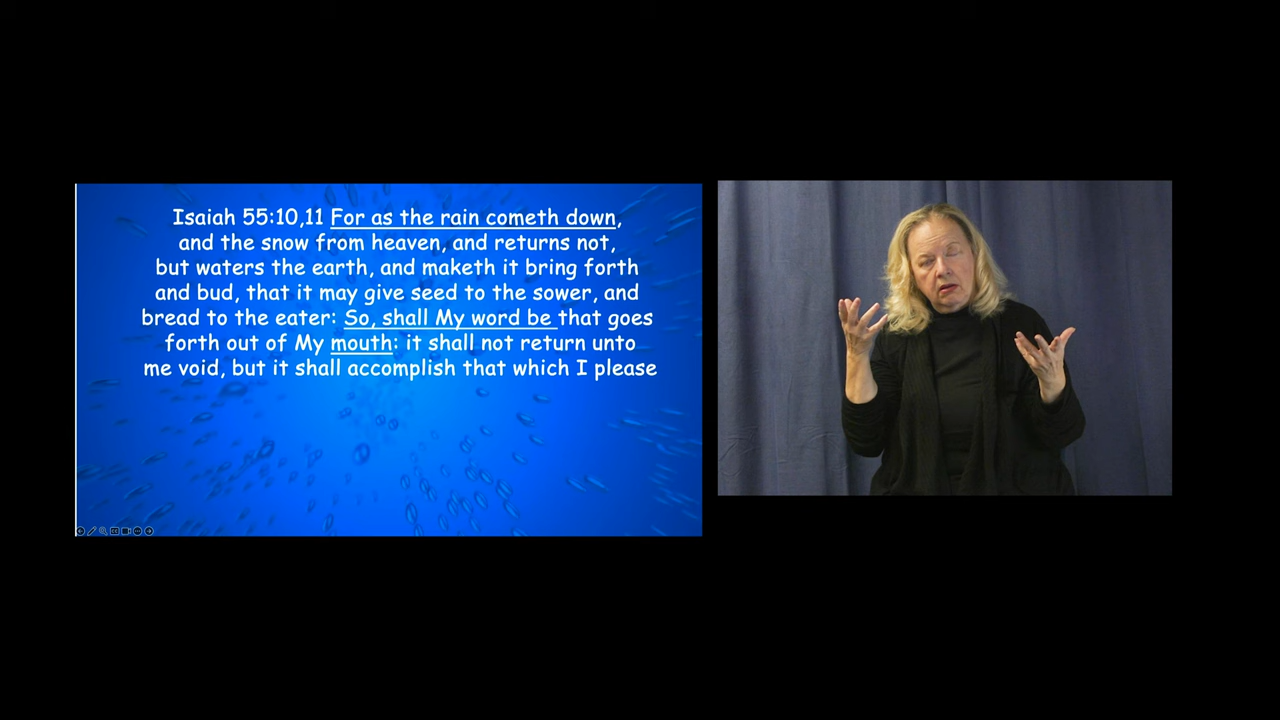 Isaiah 55:10,11 For as the rain cometh down,
and the snow from heaven, and returns not,
but waters the earth, and maketh it bring forth
and bud, that it may give seed to the sower, and
bread to the eater: So, shall My word be that goes
forth out of My mouth: it shall not return unto
me void, but it shall accomplish that which I please